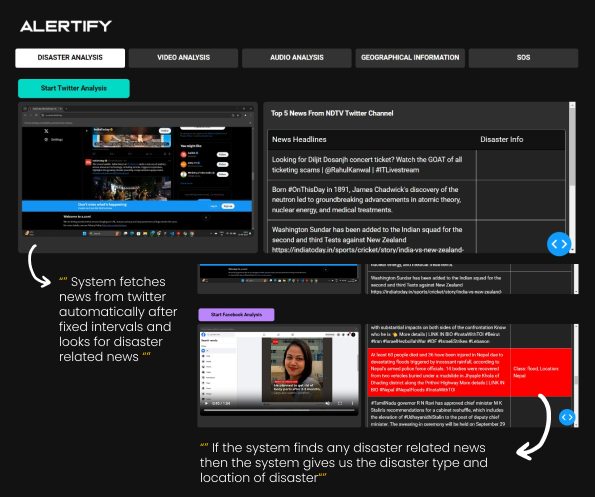 ALERTIFY
DISASTER ANALYSIS
VIDEO ANALYSIS
AUDIO ANALYSIS
GEOGRAPHICAL INFORMATION
SOS
Start Twitter Analysis
Top 5 News From NDTV Twitter Channel
News Headlines
Disaster Info
Looking for Diljit Dosanjh concert ticket? Watch the GOAT of all
ticketing scams | @RahulKanwal | #ITLivestream
Born #OnThisDay in 1891, James Chadwick's discovery of the
neutron led to groundbreaking advancements in atomic theory,
nuclear energy, and medical treatments.
Washington Sundar has been added to the Indian squad for the
second and third Tests against New Zealand
https://indiatoday.in/sports/cricket/story/india-vs-new-zealand-
Settings
Don't miss what's happening
"" System fetches
news from twitter
automatically after
fixed intervals and
looks for disaster
related news ""
Washington Sundar has been added to the Indian squad for the
second and third Tests against New Zealand
https://indiatoday.in/sports/cricket/story/india-vs-new-zealand-
Start Facebook Analysis
with substantial impacts on both sides of the confrontation Know
who he is 👋 More details | LINK IN BIO #InstaWithTOI #Beirut
#Iran #IsraelHezbollahWar #IDF #IsraelStrikes #Lebanon
At least 60 people died and 36 have been injured in Nepal due to
devastating floods triggered by incessant rainfall, according to
Nepal's armed police force officials. 14 bodies were recovered
from two vehicles buried under a mudslide in Jhyaple Khola of
Dhading district along the Prithivi Highway More details | LINK IN
BIO #Nepal #NepalFloods #InstaWithTOI
Class: flood, Location:
Nepal
#TamilNadu governor R N Ravi has approved chief minister M K
Stalin's recommendations for a cabinet reshuffle, which includes
the elevation of #UdhayanidhiStalin to the post of deputy chief
minister. The swearing-in ceremony will be held on September 29
"" If the system finds any disaster related news
then the system gives us the disaster type and
location of disaster""